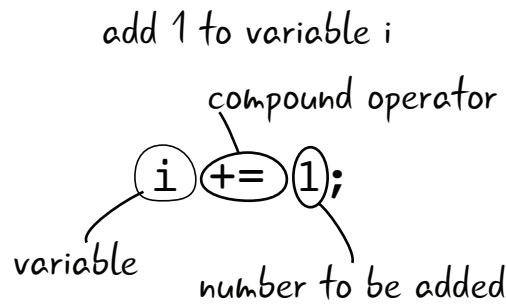 add 1 to variable i
compound operator
i += 1;
variable
number to be added